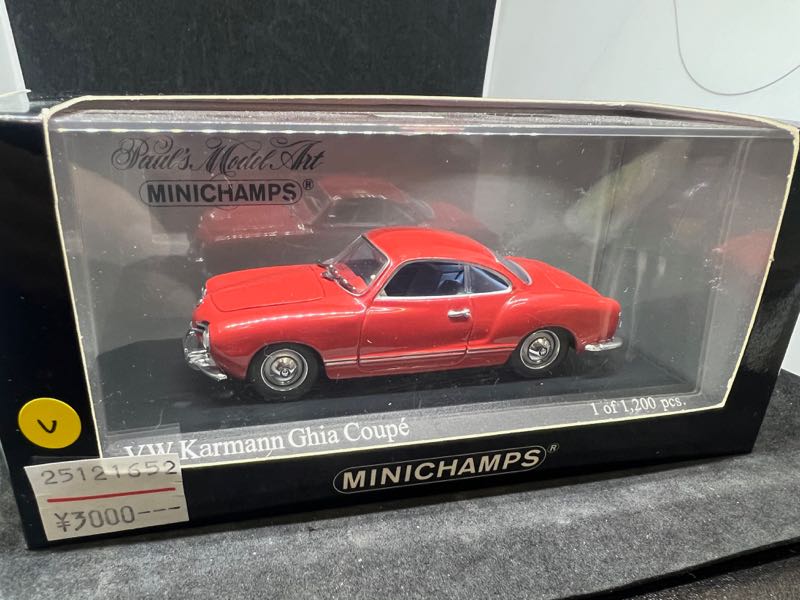 Paul's Model Art
MINICHAMPS®
VW Karmann Ghia Coupé
1 of 1,200 pcs.
MINICHAMPS®
V
25121652
¥3000---